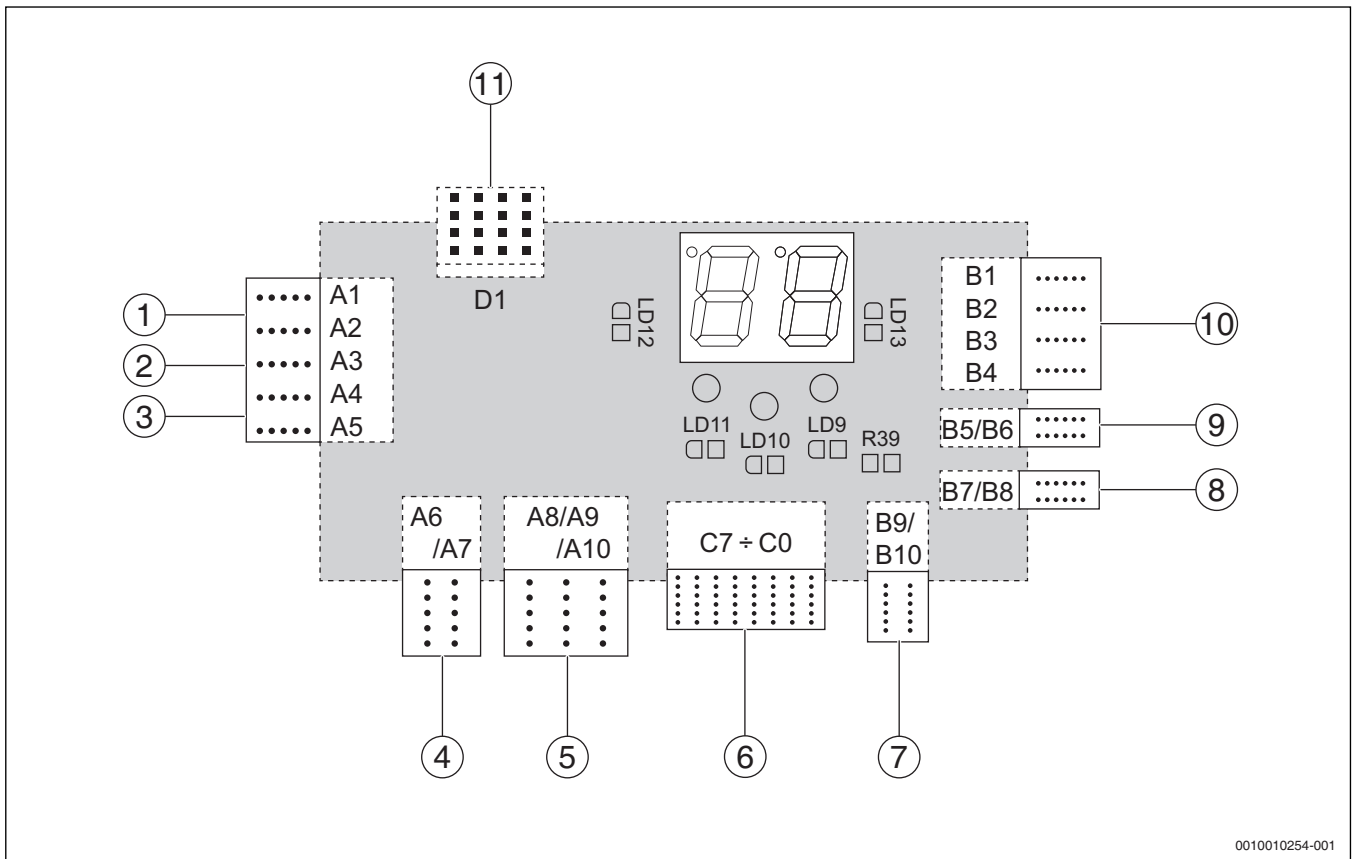 11
D1
LD12
LD13
A1
A2
A3
A4
A5
1
2
3
B1
B2
B3
B4
10
LD11
LD10
LD9
R39
B5/B6
9
B7/B8
8
A6
/A7
A8/A9
/A10
C7 ÷ C0
B9/
B10
4
5
6
7
0010010254-001